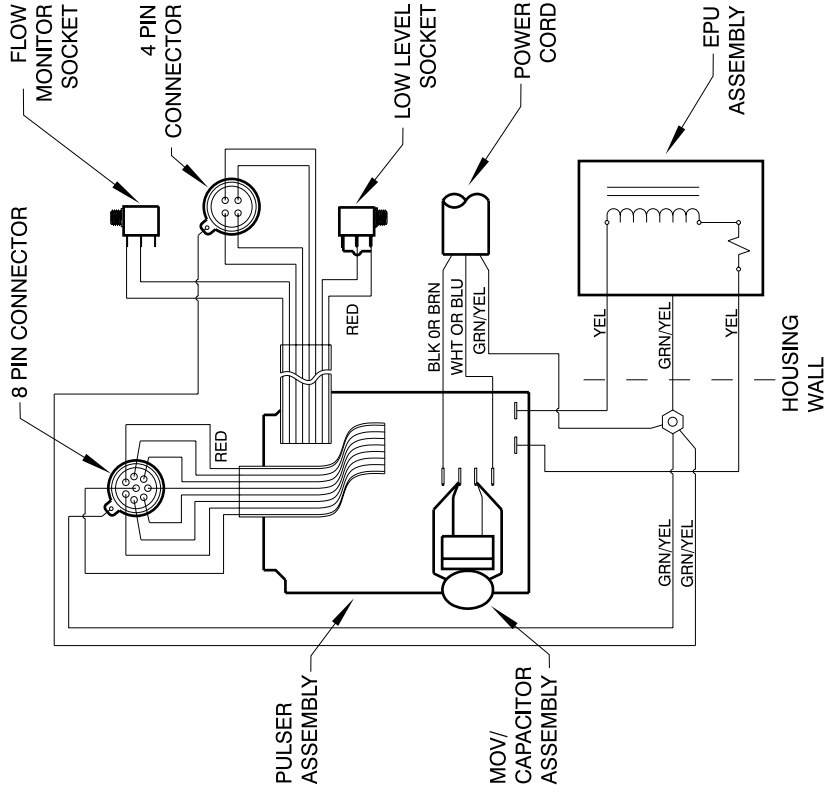 FLOW
MONITOR
SOCKET
4 PIN
CONNECTOR
8 PIN CONNECTOR
LOW LEVEL
SOCKET
POWER
CORD
EPU
ASSEMBLY
RED
RED
BLK OR BRN
WHT OR BLU
GRN/YEL
YEL
GRN/YEL
YEL
HOUSING
WALL
GRN/YEL
GRN/YEL
PULSER
ASSEMBLY
MOV/
CAPACITOR
ASSEMBLY